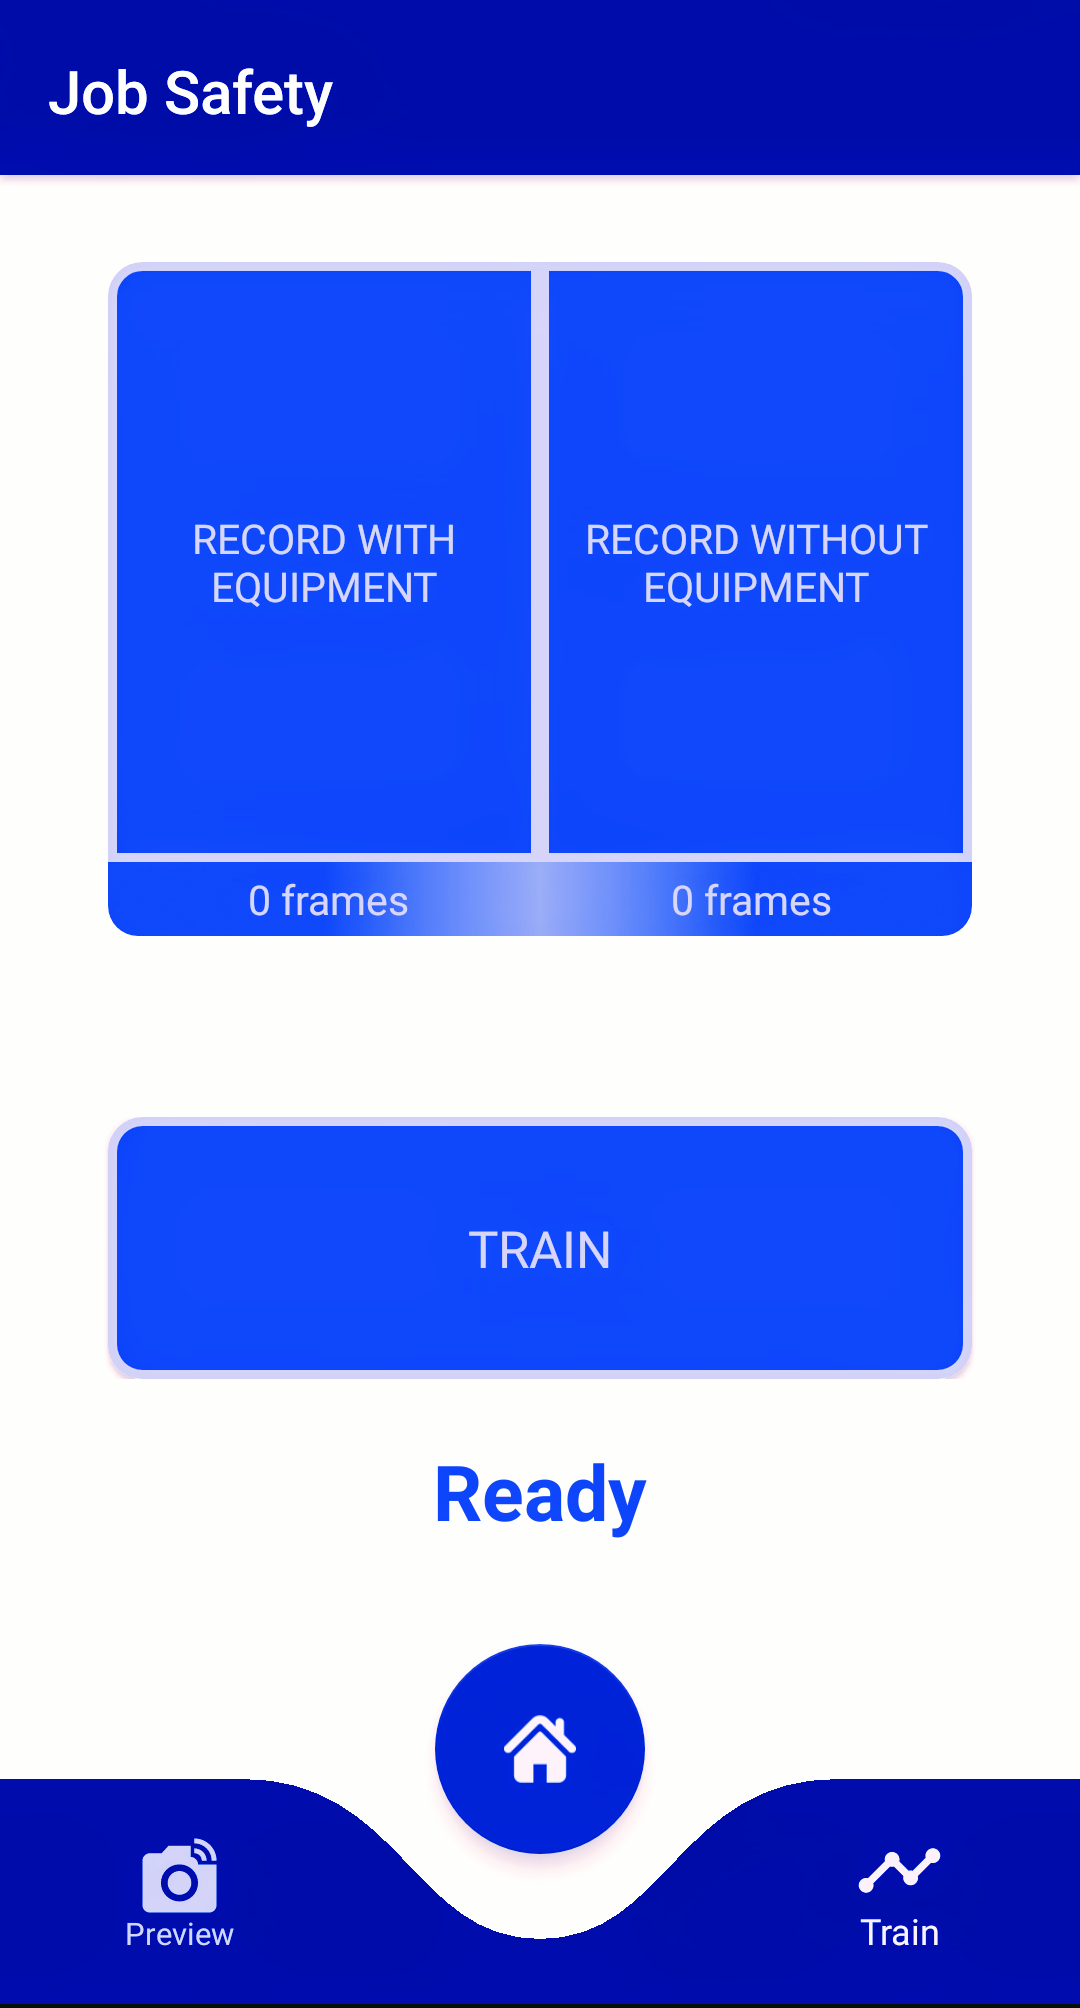 Job Safety
RECORD WITH
EQUIPMENT
RECORD WITHOUT
EQUIPMENT
0 frames
0 frames
TRAIN
Ready
Preview
Train